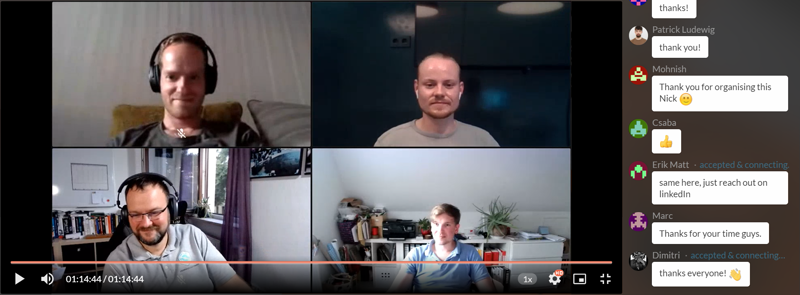 thanks!
Patrick Ludewig
thank you!
Mohnish
Thank you for organising this
Nick
Csaba
Erik Matt · accepted & connecting.
same here, just reach out on
linkedIn
Marc
Thanks for your time guys.
Dimitri · accepted & connecting...
thanks everyone!
01:14:44 / 01:14:44
1x
HD